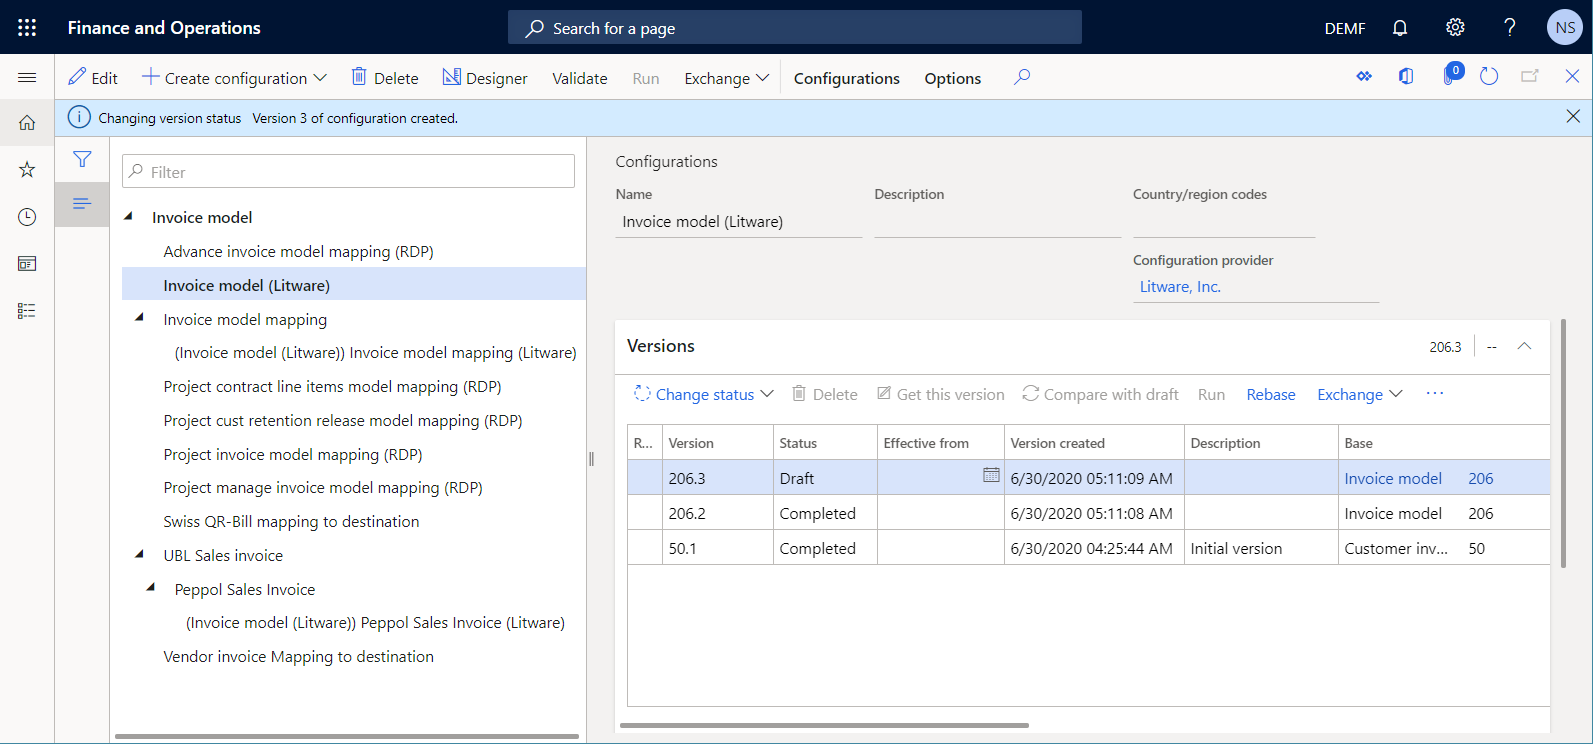 Finance and Operations
Search for a page
DEMF
NS
Edit
Create configuration
Delete
Designer
Validate
Run
Exchange
Configurations
Options
0
Changing version status Version 3 of configuration created.
Filter
Invoice model
Advance invoice model mapping (RDP)
Invoice model (Litware)
Invoice model mapping
(Invoice model (Litware)) Invoice model mapping (Litware)
Project contract line items model mapping (RDP)
Project cust retention release model mapping (RDP)
Project invoice model mapping (RDP)
Project manage invoice model mapping (RDP)
Swiss QR-Bill mapping to destination
UBL Sales invoice
Peppol Sales Invoice
(Invoice model (Litware)) Peppol Sales Invoice (Litware)
Vendor invoice Mapping to destination
Configurations
Name Description Country/region codes
Invoice model (Litware)
Configuration provider
Litware, Inc.
Versions 206.3 --
Change status Delete Get this version Compare with draft Run Rebase Exchange ...
R... Version Status Effective from Version created Description Base
206.3 Draft 6/30/2020 05:11:09 AM Invoice model 206
206.2 Completed 6/30/2020 05:11:08 AM Invoice model 206
50.1 Completed 6/30/2020 04:25:44 AM Initial version Customer inv... 50